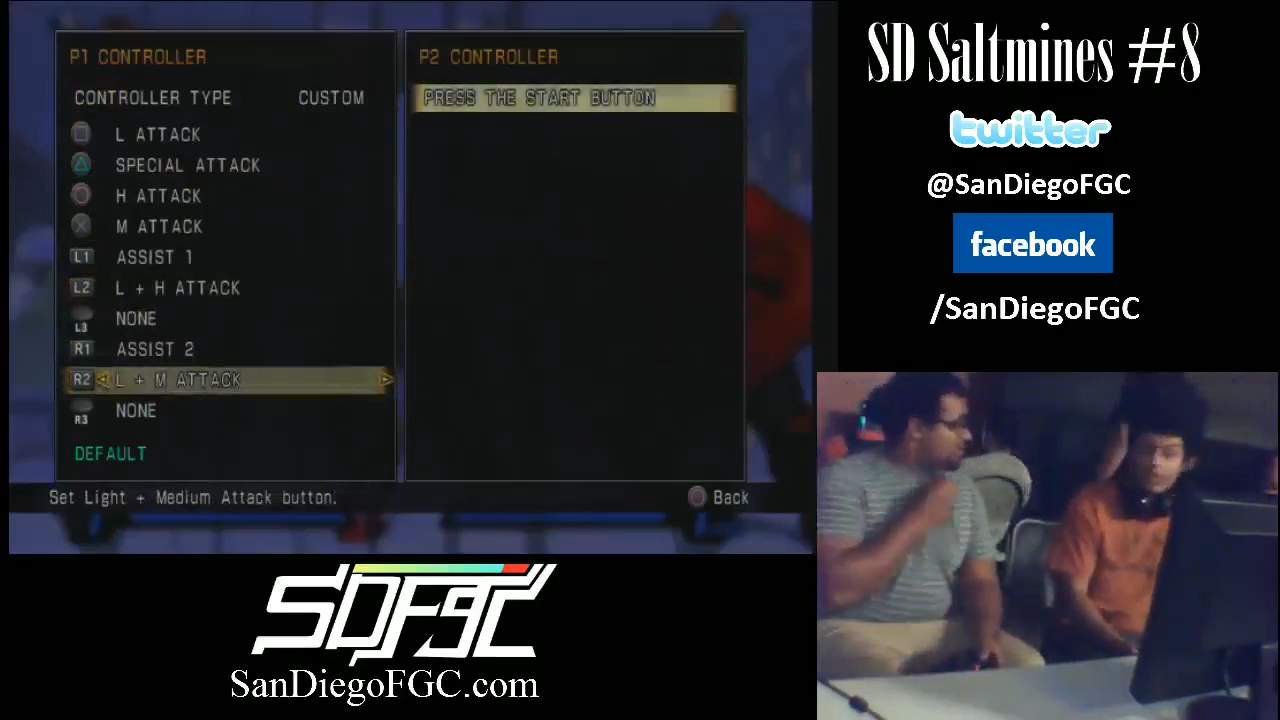 P1 CONTROLLER
CONTROLLER TYPE CUSTOM
L ATTACK
SPECIAL ATTACK
H ATTACK
M ATTACK
L1 ASSIST 1
L2 L + H ATTACK
L3 NONE
R1 ASSIST 2
R2 L + M ATTACK
R3 NONE
DEFAULT
P2 CONTROLLER
PRESS THE START BUTTON
Set Light + Medium Attack button.
Back
SD Saltmines #8
twitter
@SanDiegoFGC
facebook
/SanDiegoFGC
SDFGC
SanDiegoFGC.com